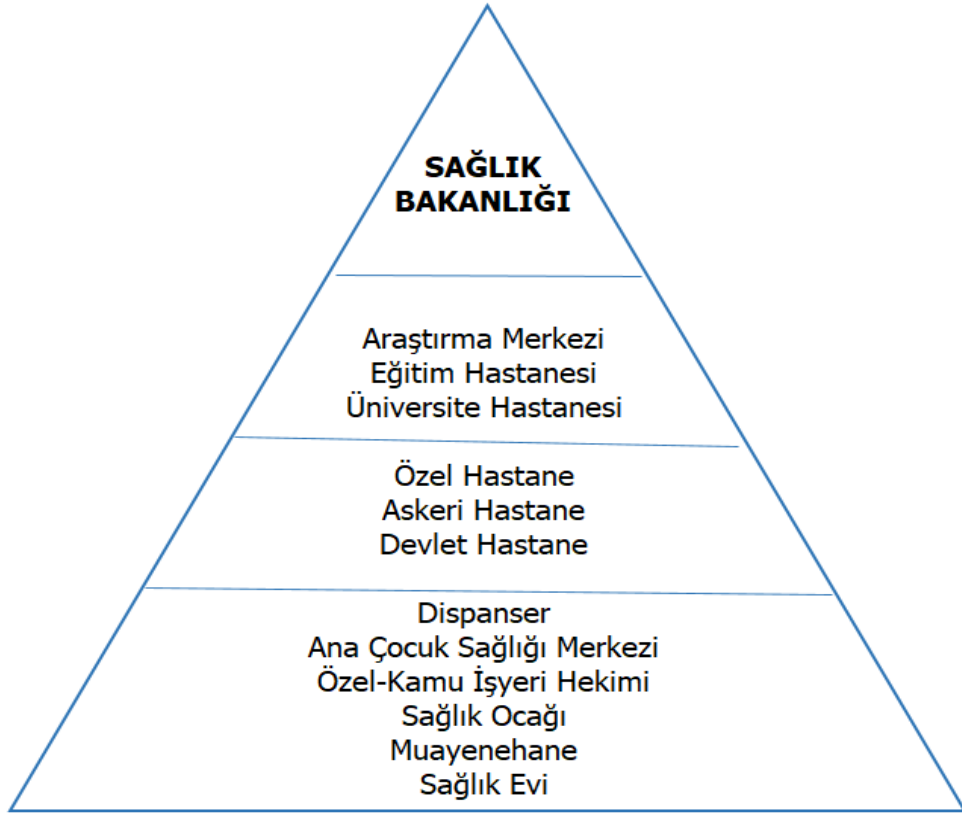 SAĞLIK
BAKANLIĞI
Araştırma Merkezi
Eğitim Hastanesi
Üniversite Hastanesi
Özel Hastane
Askeri Hastane
Devlet Hastane
Dispanser
Ana Çocuk Sağlığı Merkezi
Özel-Kamu İşyeri Hekimi
Sağlık Ocağı
Muayenehane
Sağlık Evi